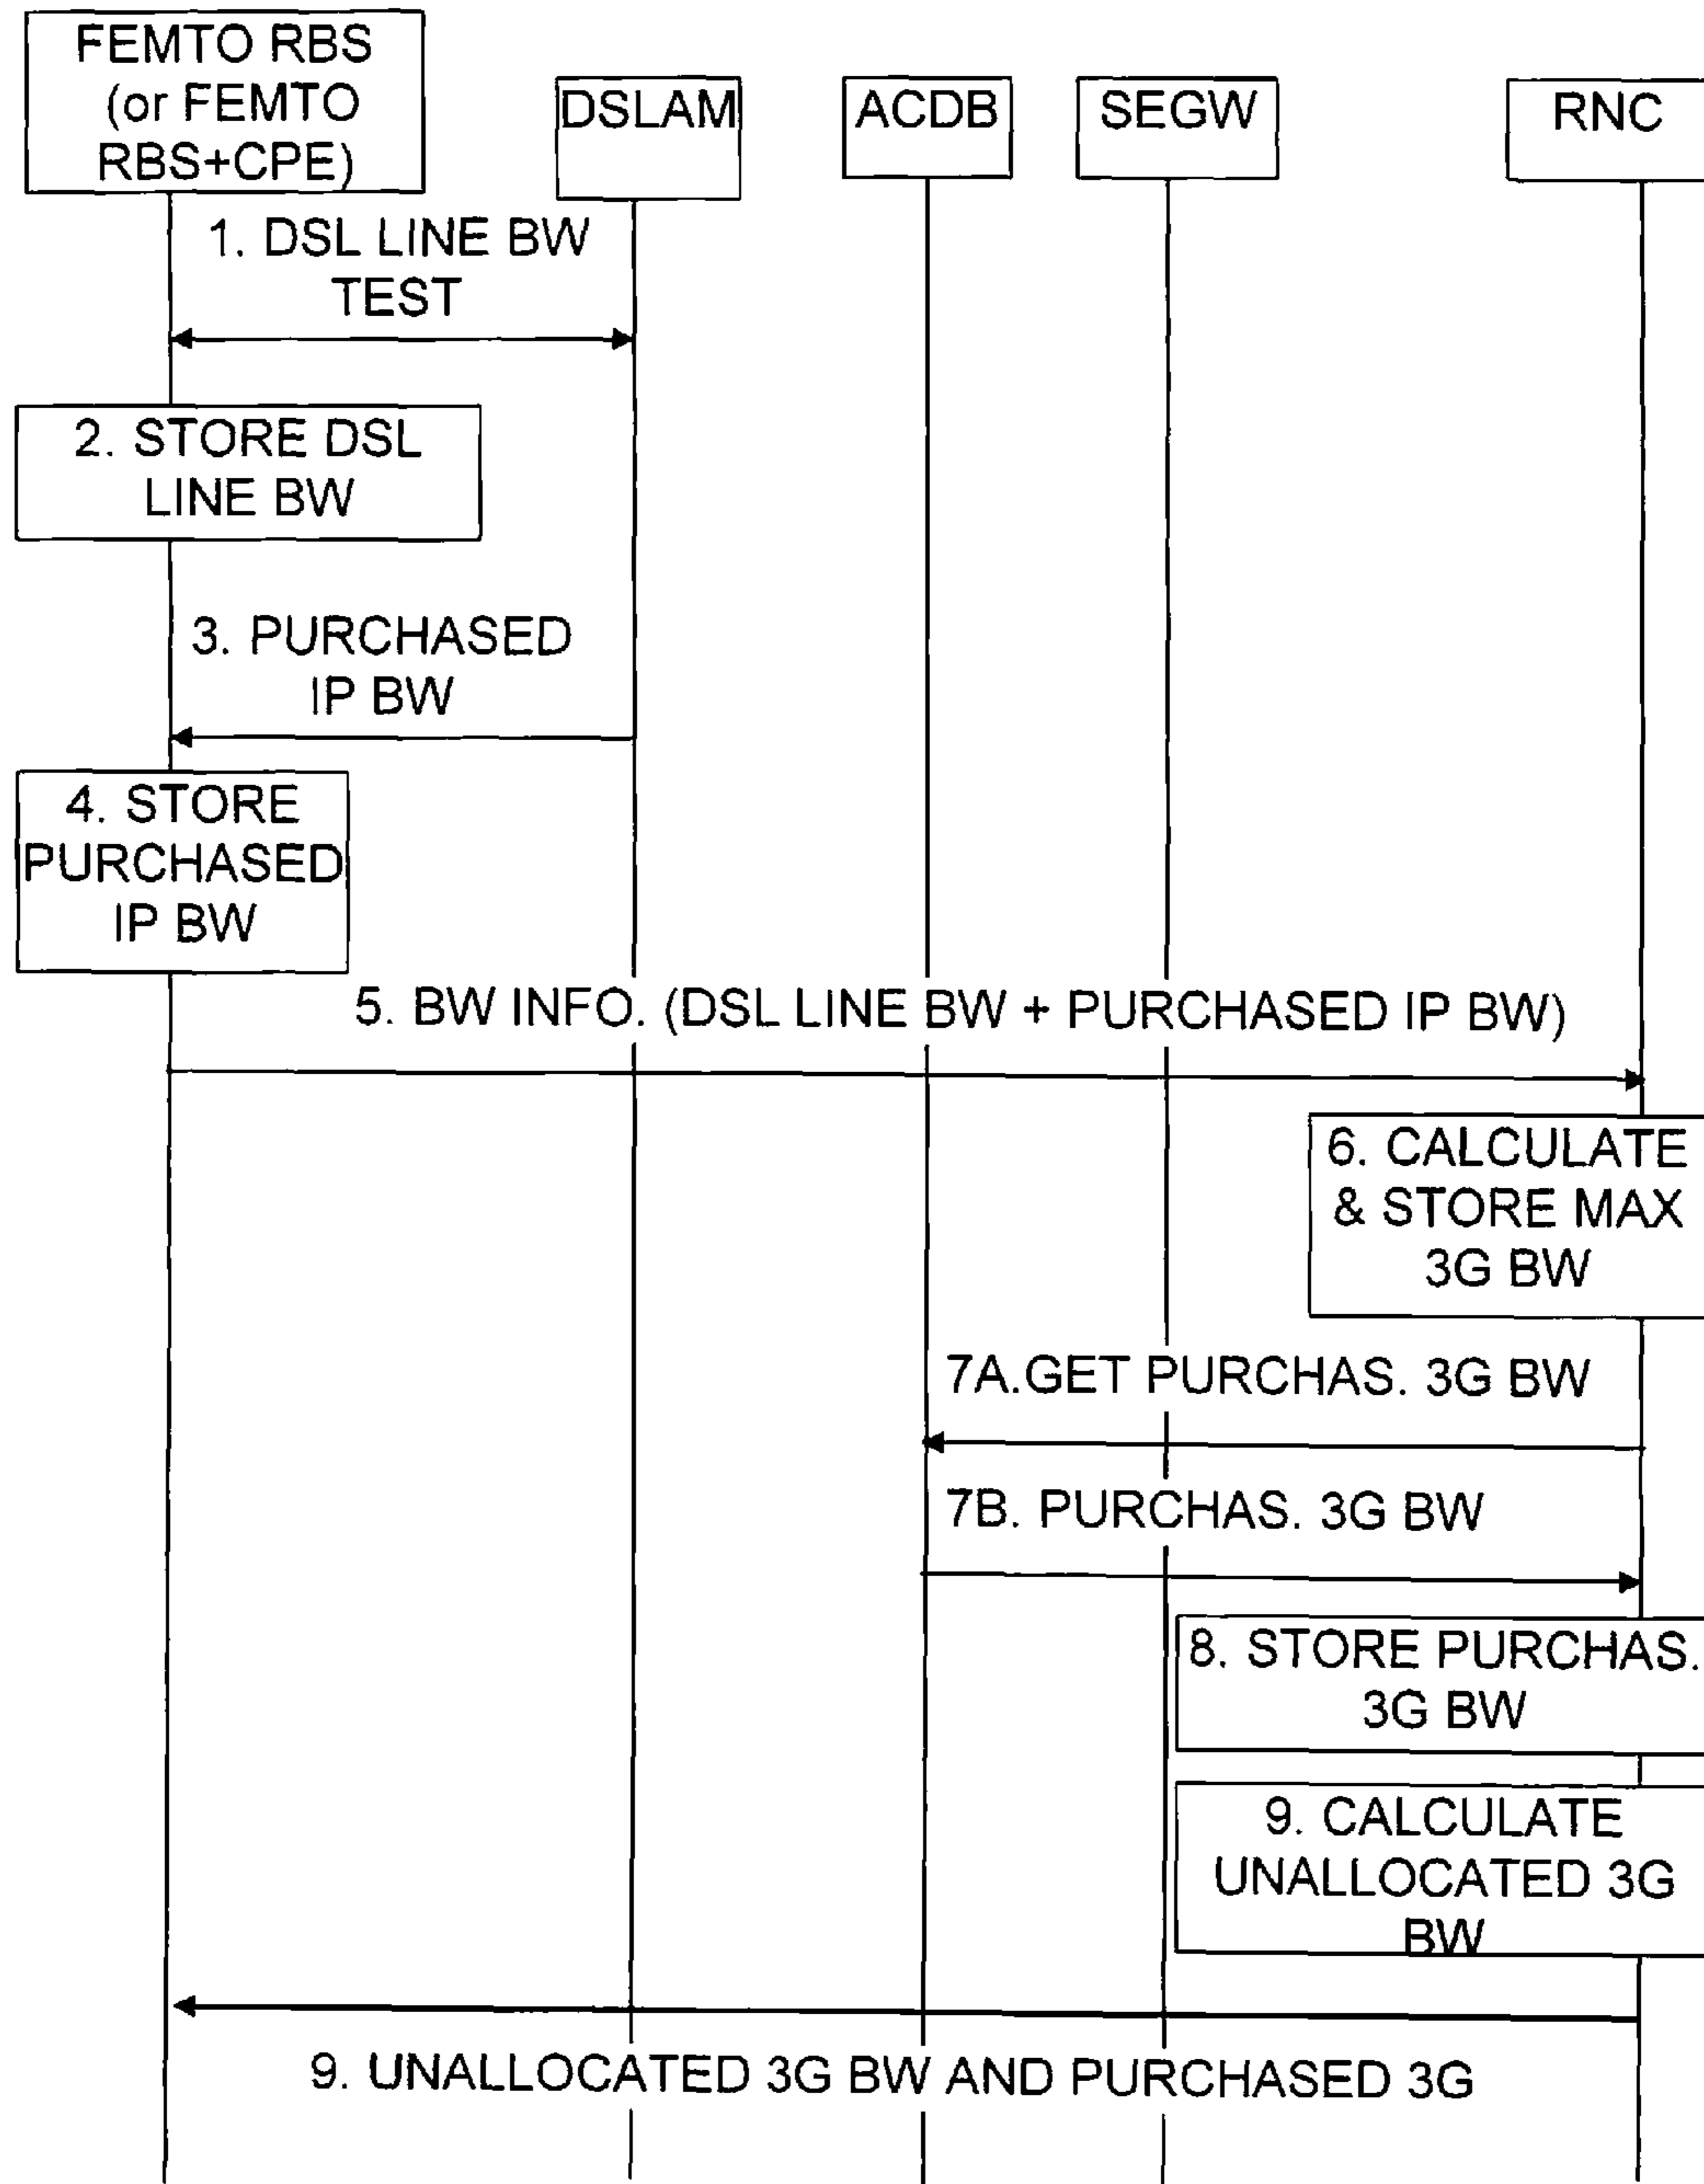 FEMTO RBS
(or FEMTO
RBS+CPE)
DSLAM
ACDB
SEGW
RNC
1. DSL LINE BW
TEST
2. STORE DSL
LINE BW
3. PURCHASED
IP BW
4. STORE
PURCHASED
IP BW
5. BW INFO. (DSL LINE BW + PURCHASED IP BW)
6. CALCULATE
& STORE MAX
3G BW
7A.GET PURCHAS. 3G BW
7B. PURCHAS. 3G BW
8. STORE PURCHAS.
3G BW
9. CALCULATE
UNALLOCATED 3G
BW
9. UNALLOCATED 3G BW AND PURCHASED 3G